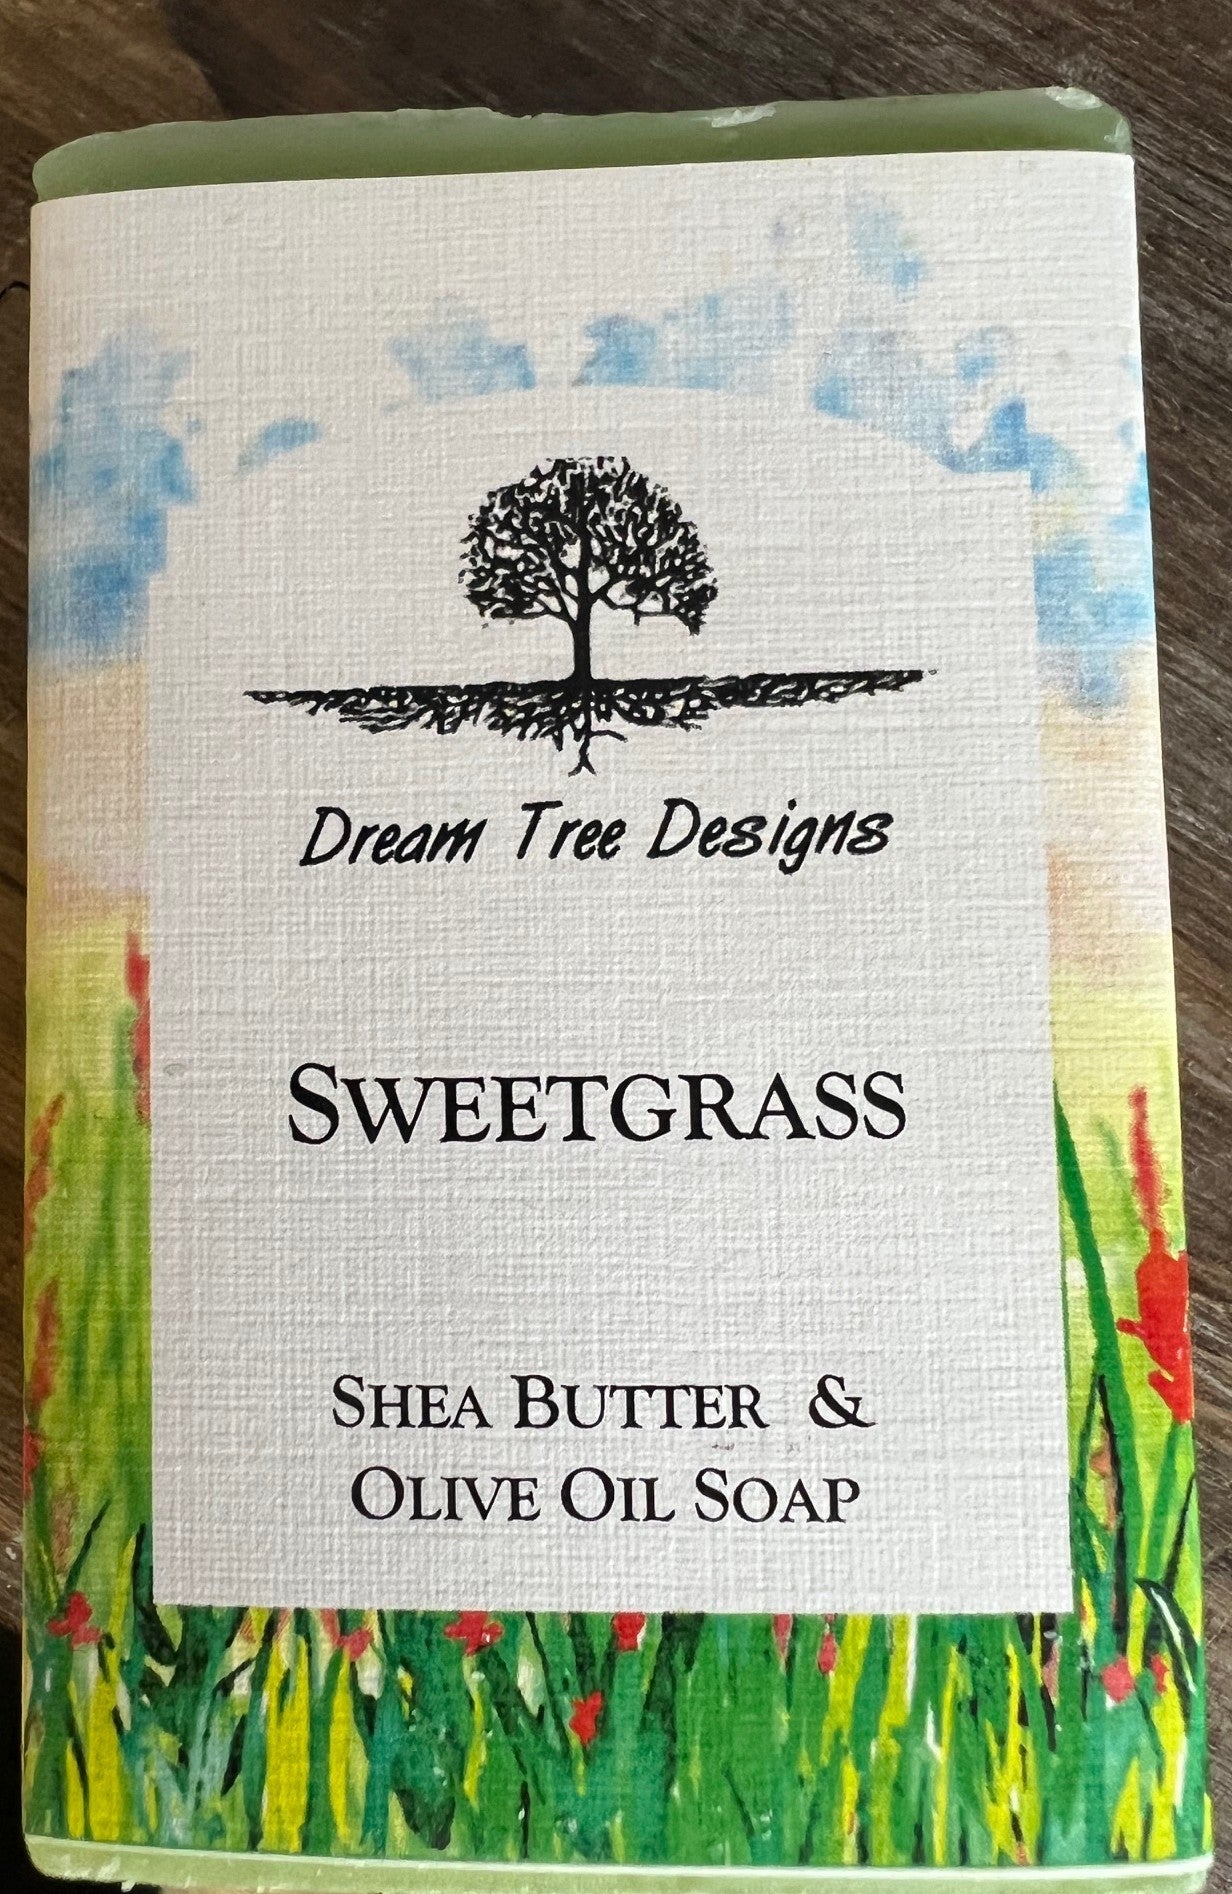 Dream Tree Designs
SWEETGRASS
SHEA BUTTER &
OLIVE OIL SOAP